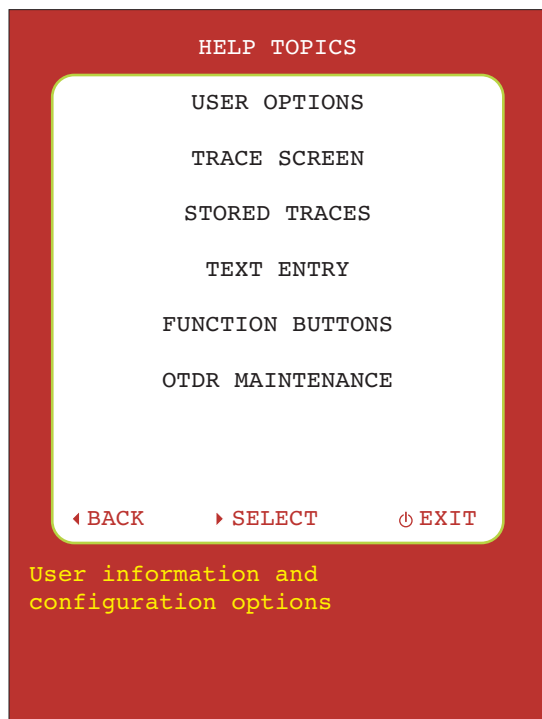 HELP TOPICS
USER OPTIONS
TRACE SCREEN
STORED TRACES
TEXT ENTRY
FUNCTION BUTTONS
OTDR MAINTENANCE
BACK SELECT EXIT
User information and
configuration options